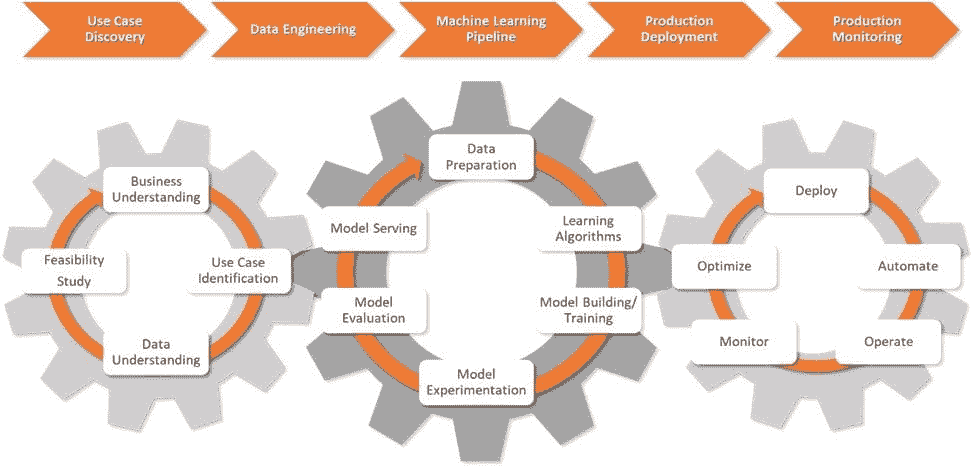 Use Case
Discovery
Data Engineering
Machine Learning
Pipeline
Production
Deployment
Production
Monitoring
Business
Understanding
Use Case
Identification
Data
Understanding
Feasibility
Study
Data
Preparation
Learning
Algorithms
Model Building/
Training
Model
Experimentation
Model
Evaluation
Model Serving
Deploy
Automate
Operate
Monitor
Optimize